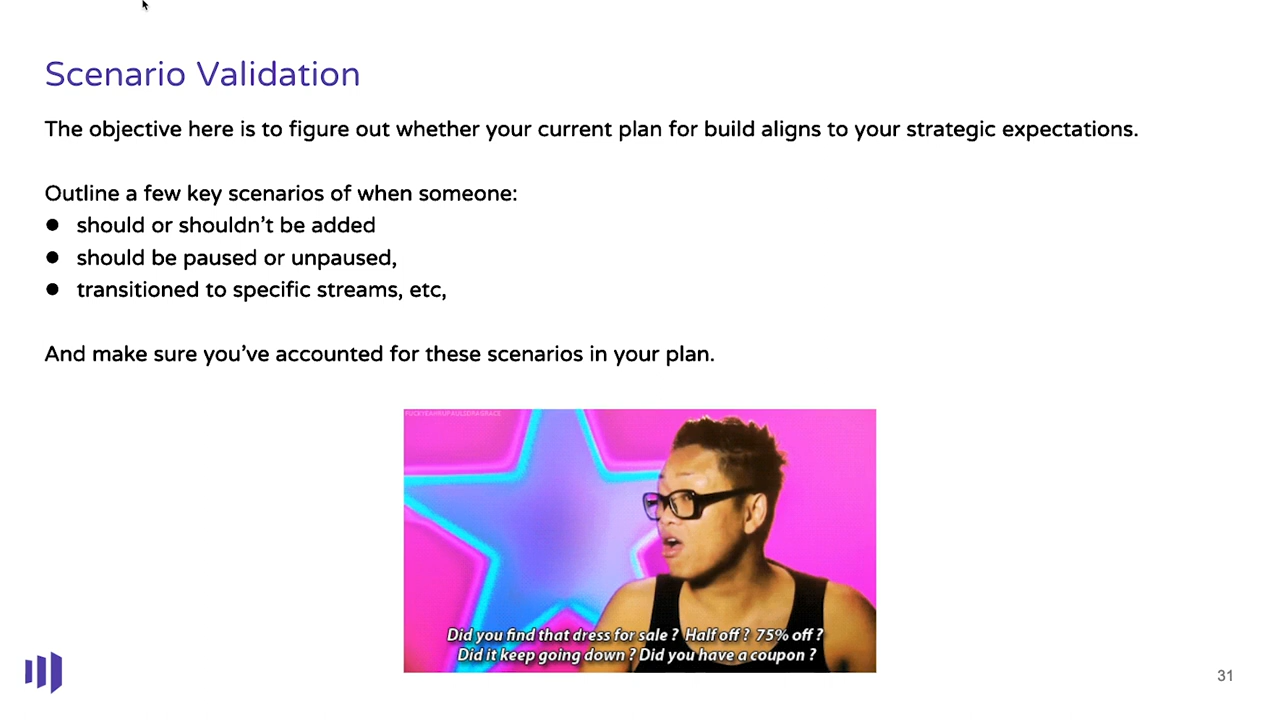 Scenario Validation
The objective here is to figure out whether your current plan for build aligns to your strategic expectations.
Outline a few key scenarios of when someone:
● should or shouldn't be added
● should be paused or unpaused,
● transitioned to specific streams, etc,
And make sure you've accounted for these scenarios in your plan.
FUCKYEAHRUPAULSDRAGRACE
Did you find that dress for sale ? Half off ? 75% off ?
Did it keep going down ? Did you have a coupon ?
31